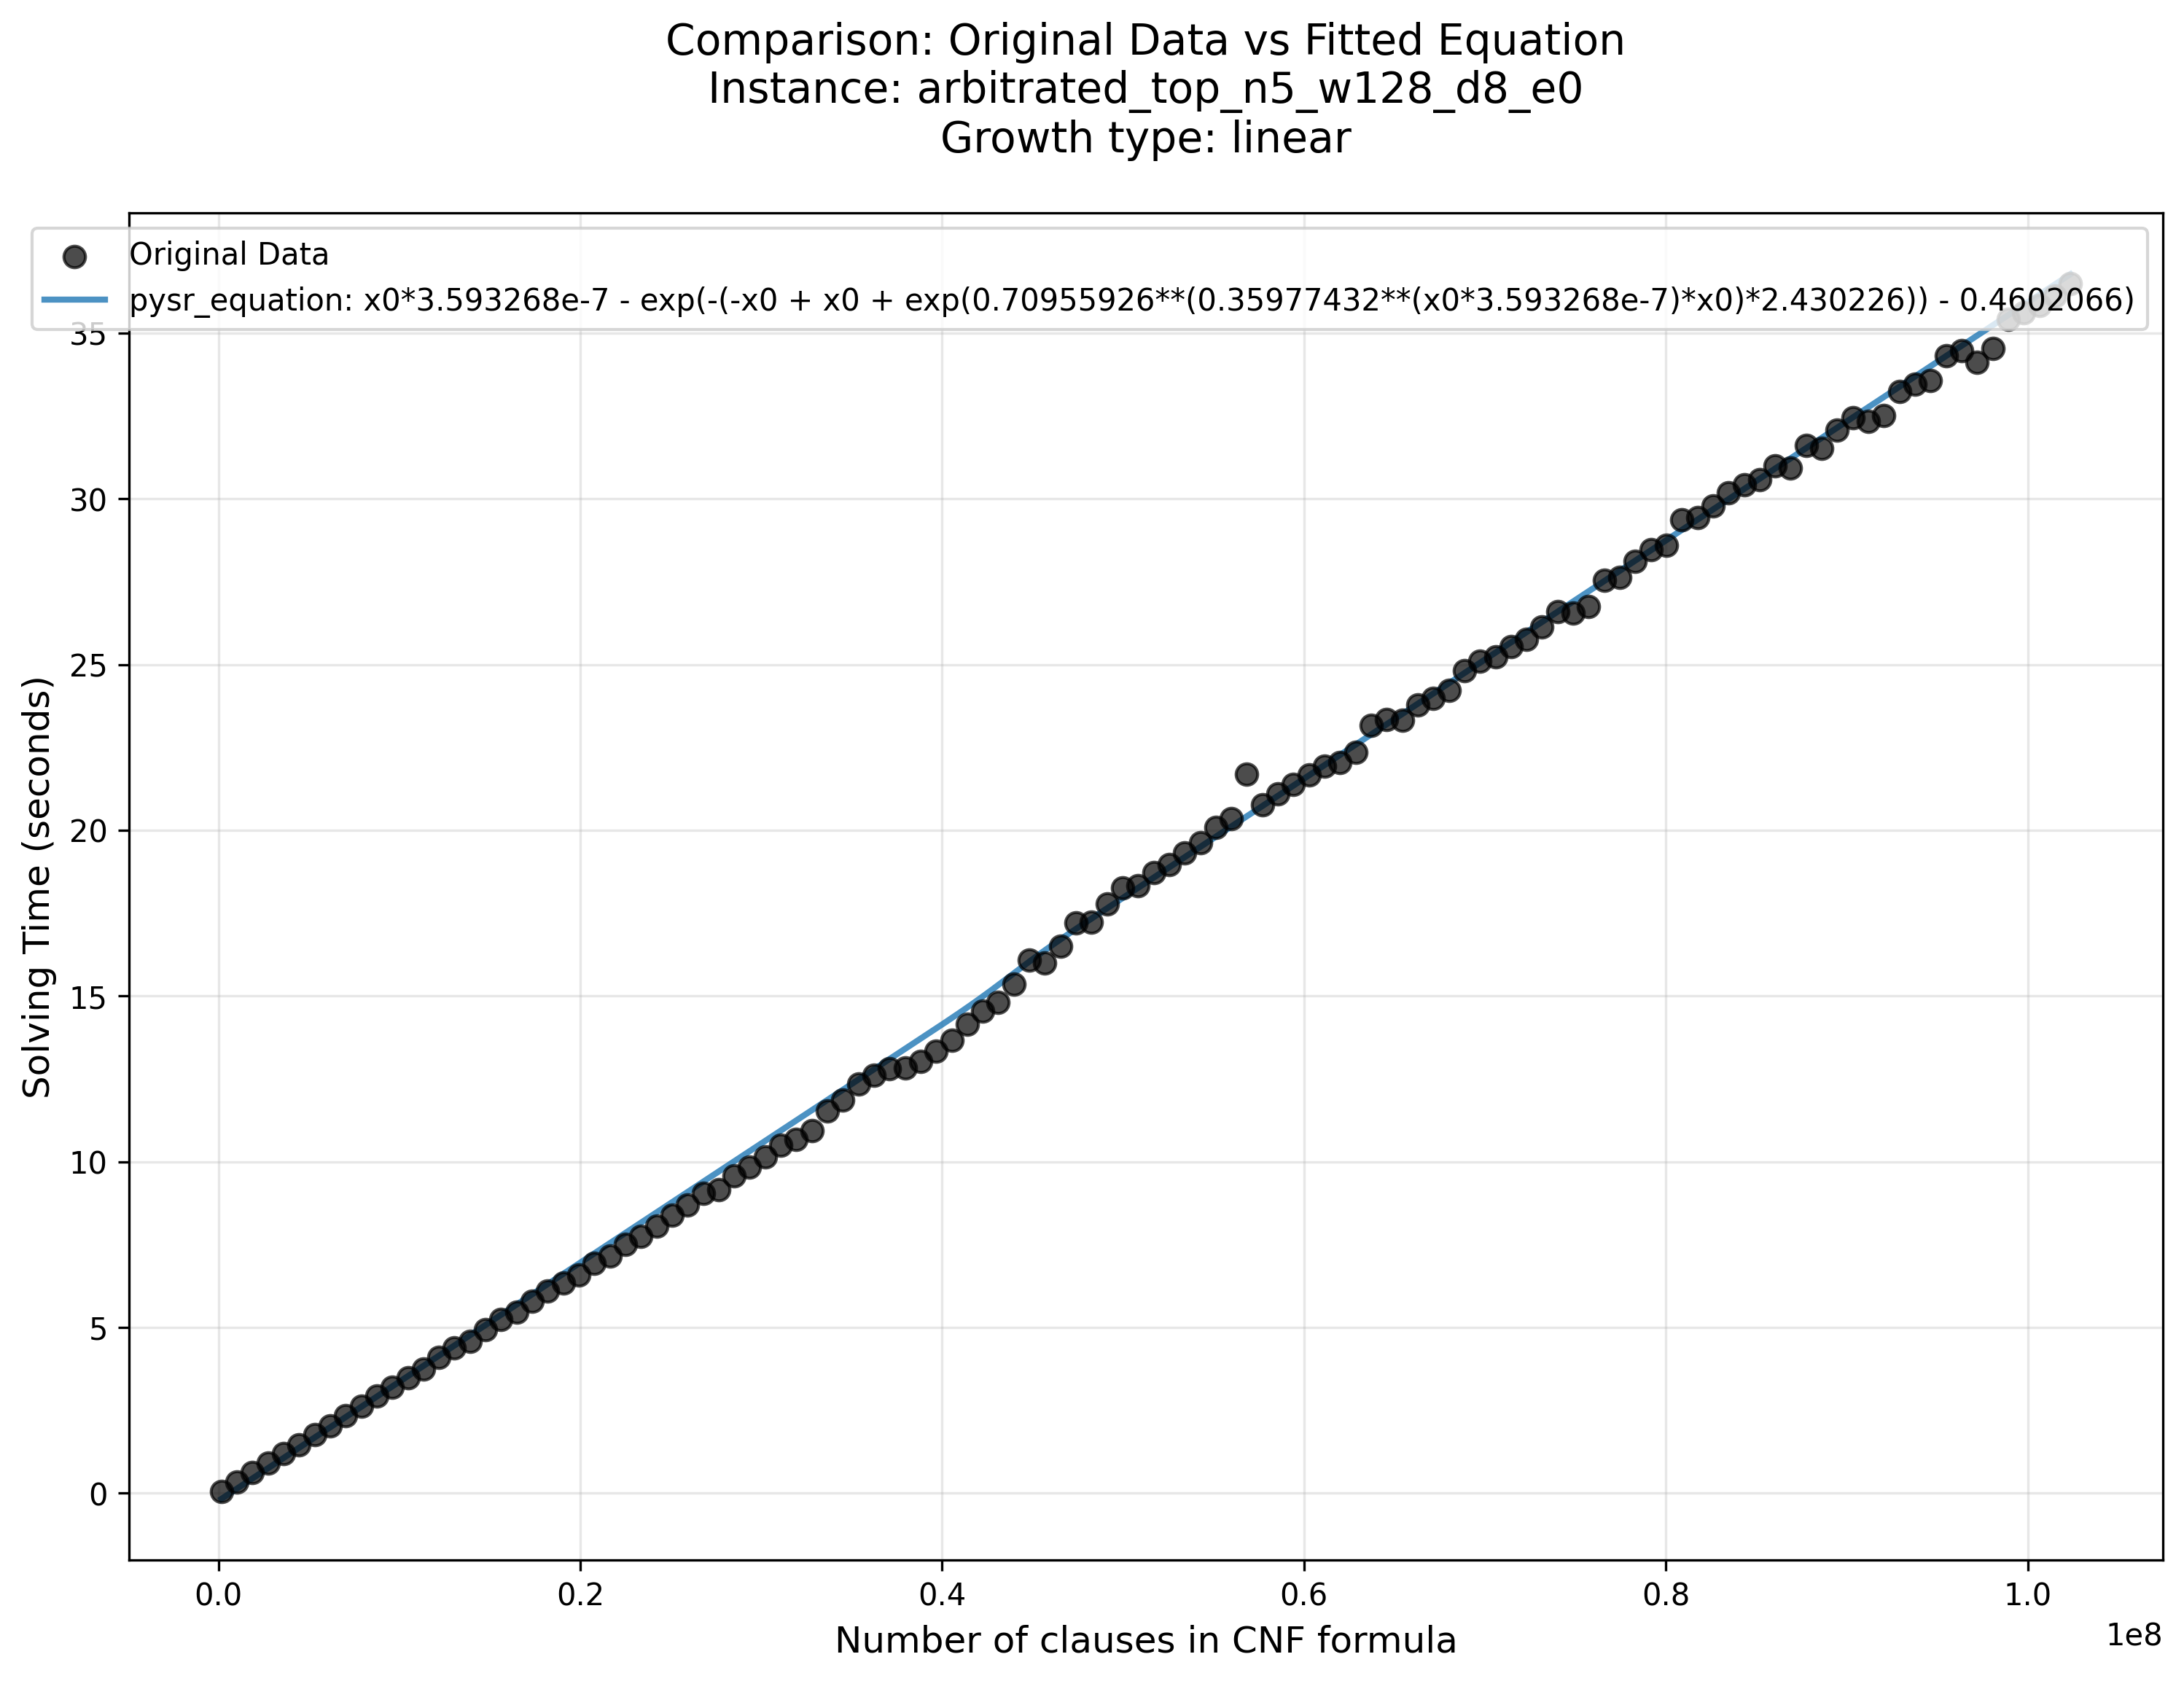 Comparison: Original Data vs Fitted Equation
Instance: arbitrated_top_n5_w128_d8_e0
Growth type: linear
Original Data
pysr_equation: x0*3.593268e-7 - exp(-(-x0 + x0 + exp(0.70955926**(0.35977432**(x0*3.593268e-7)*x0)*2.430226)) - 0.4602066)
35
30
25
20
15
10
5
0
Solving Time (seconds)
0.0
0.2
0.4
0.6
0.8
1.0
1e8
Number of clauses in CNF formula